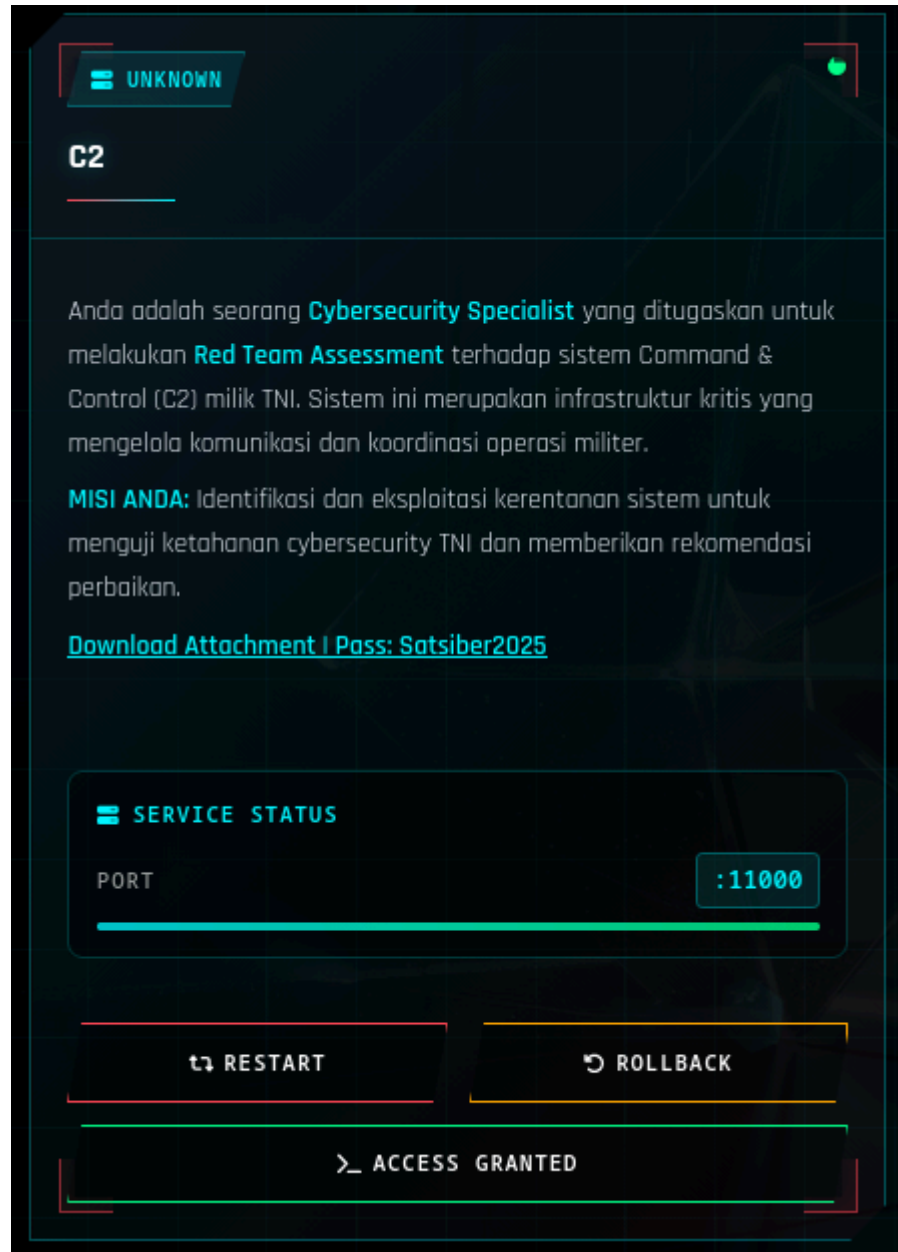 UNKNOWN
C2
Anda adalah seorang Cybersecurity Specialist yang ditugaskan untuk
melakukan Red Team Assessment terhadap sistem Command &
Control (C2) milik TNI. Sistem ini merupakan infrastruktur kritis yang
mengelola komunikasi dan koordinasi operasi militer.
MISI ANDA: Identifikasi dan eksploitasi kerentanan sistem untuk
menguji ketahanan cybersecurity TNI dan memberikan rekomendasi
perbaikan.
Download Attachment | Pass: Satsiber2025
SERVICE STATUS
PORT :11000
RESTART ROLLBACK
ACCESS GRANTED